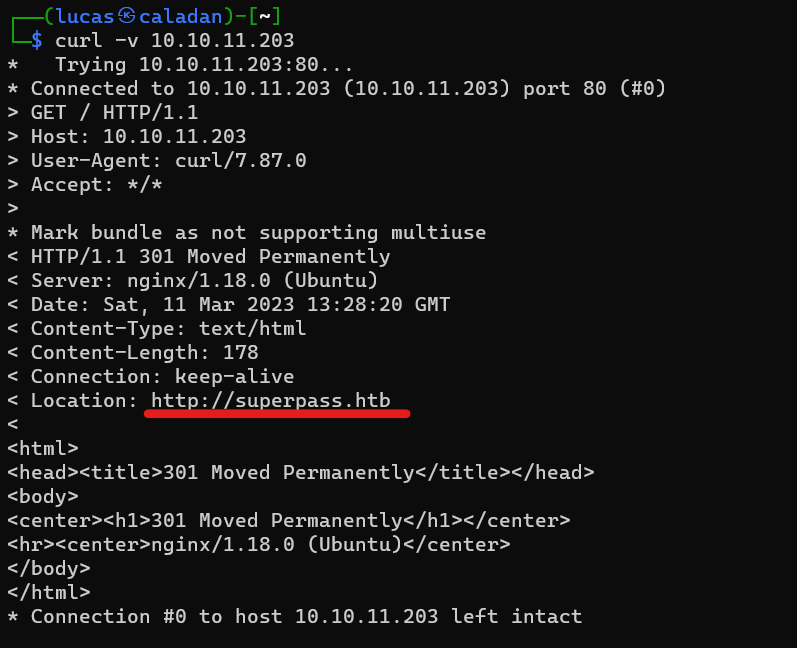 ┌──(lucas㉿caladan)-[~]
└─$ curl -v 10.10.11.203
*   Trying 10.10.11.203:80...
* Connected to 10.10.11.203 (10.10.11.203) port 80 (#0)
> GET / HTTP/1.1
> Host: 10.10.11.203
> User-Agent: curl/7.87.0
> Accept: */*
>
* Mark bundle as not supporting multiuse
< HTTP/1.1 301 Moved Permanently
< Server: nginx/1.18.0 (Ubuntu)
< Date: Sat, 11 Mar 2023 13:28:20 GMT
< Content-Type: text/html
< Content-Length: 178
< Connection: keep-alive
< Location: http://superpass.htb
<
<html>
<head><title>301 Moved Permanently</title></head>
<body>
<center><h1>301 Moved Permanently</h1></center>
<hr><center>nginx/1.18.0 (Ubuntu)</center>
</body>
</html>
* Connection #0 to host 10.10.11.203 left intact